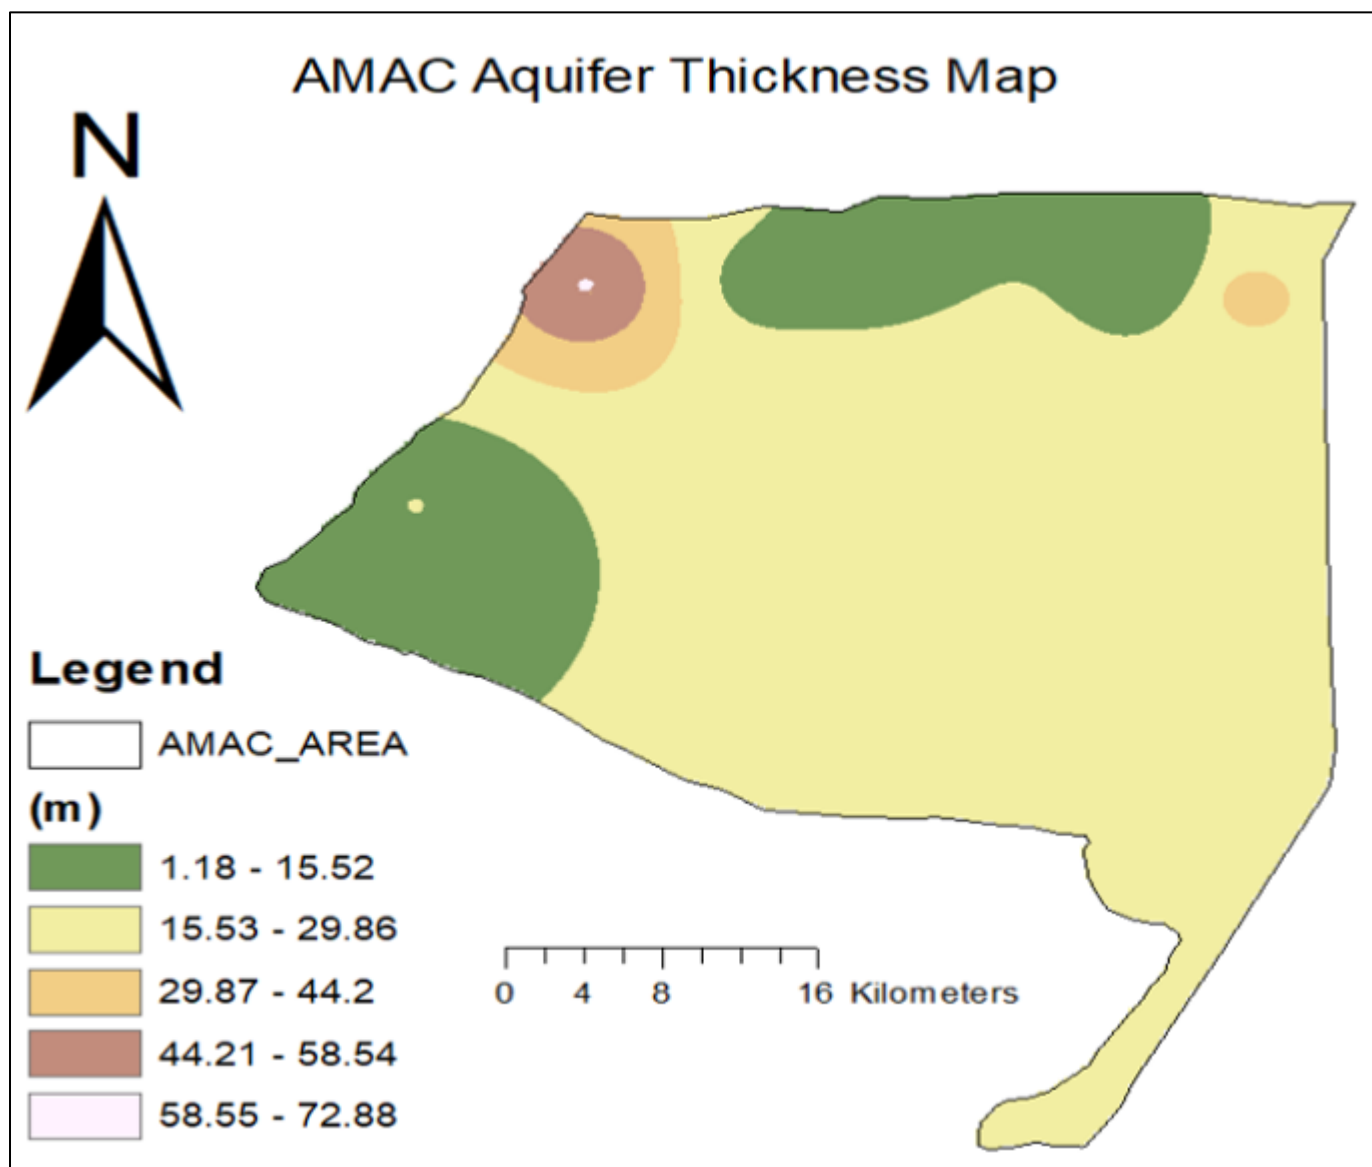 AMAC Aquifer Thickness Map
N
Legend
AMAC_AREA
(m)
1.18 - 15.52
15.53 - 29.86
29.87 - 44.2
44.21 - 58.54
58.55 - 72.88
0 4 8 16 Kilometers